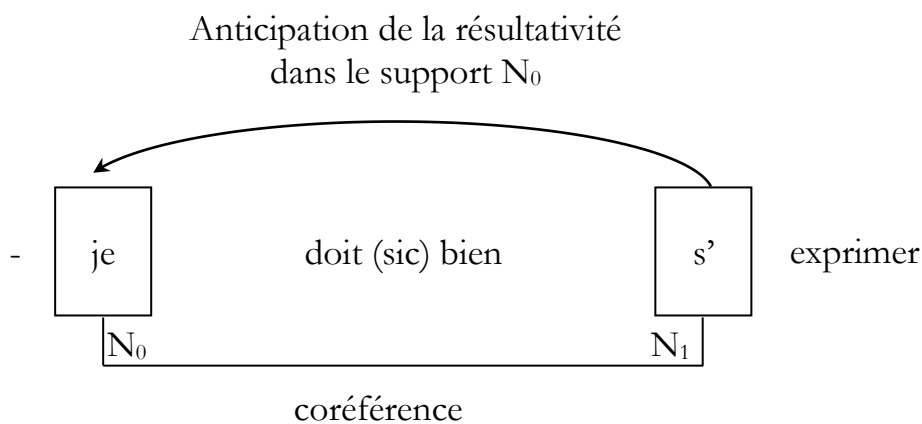 Anticipation de la résultativité
dans le support N₀
- je doit (sic) bien s’ exprimer
N₀ N₁
coréférence